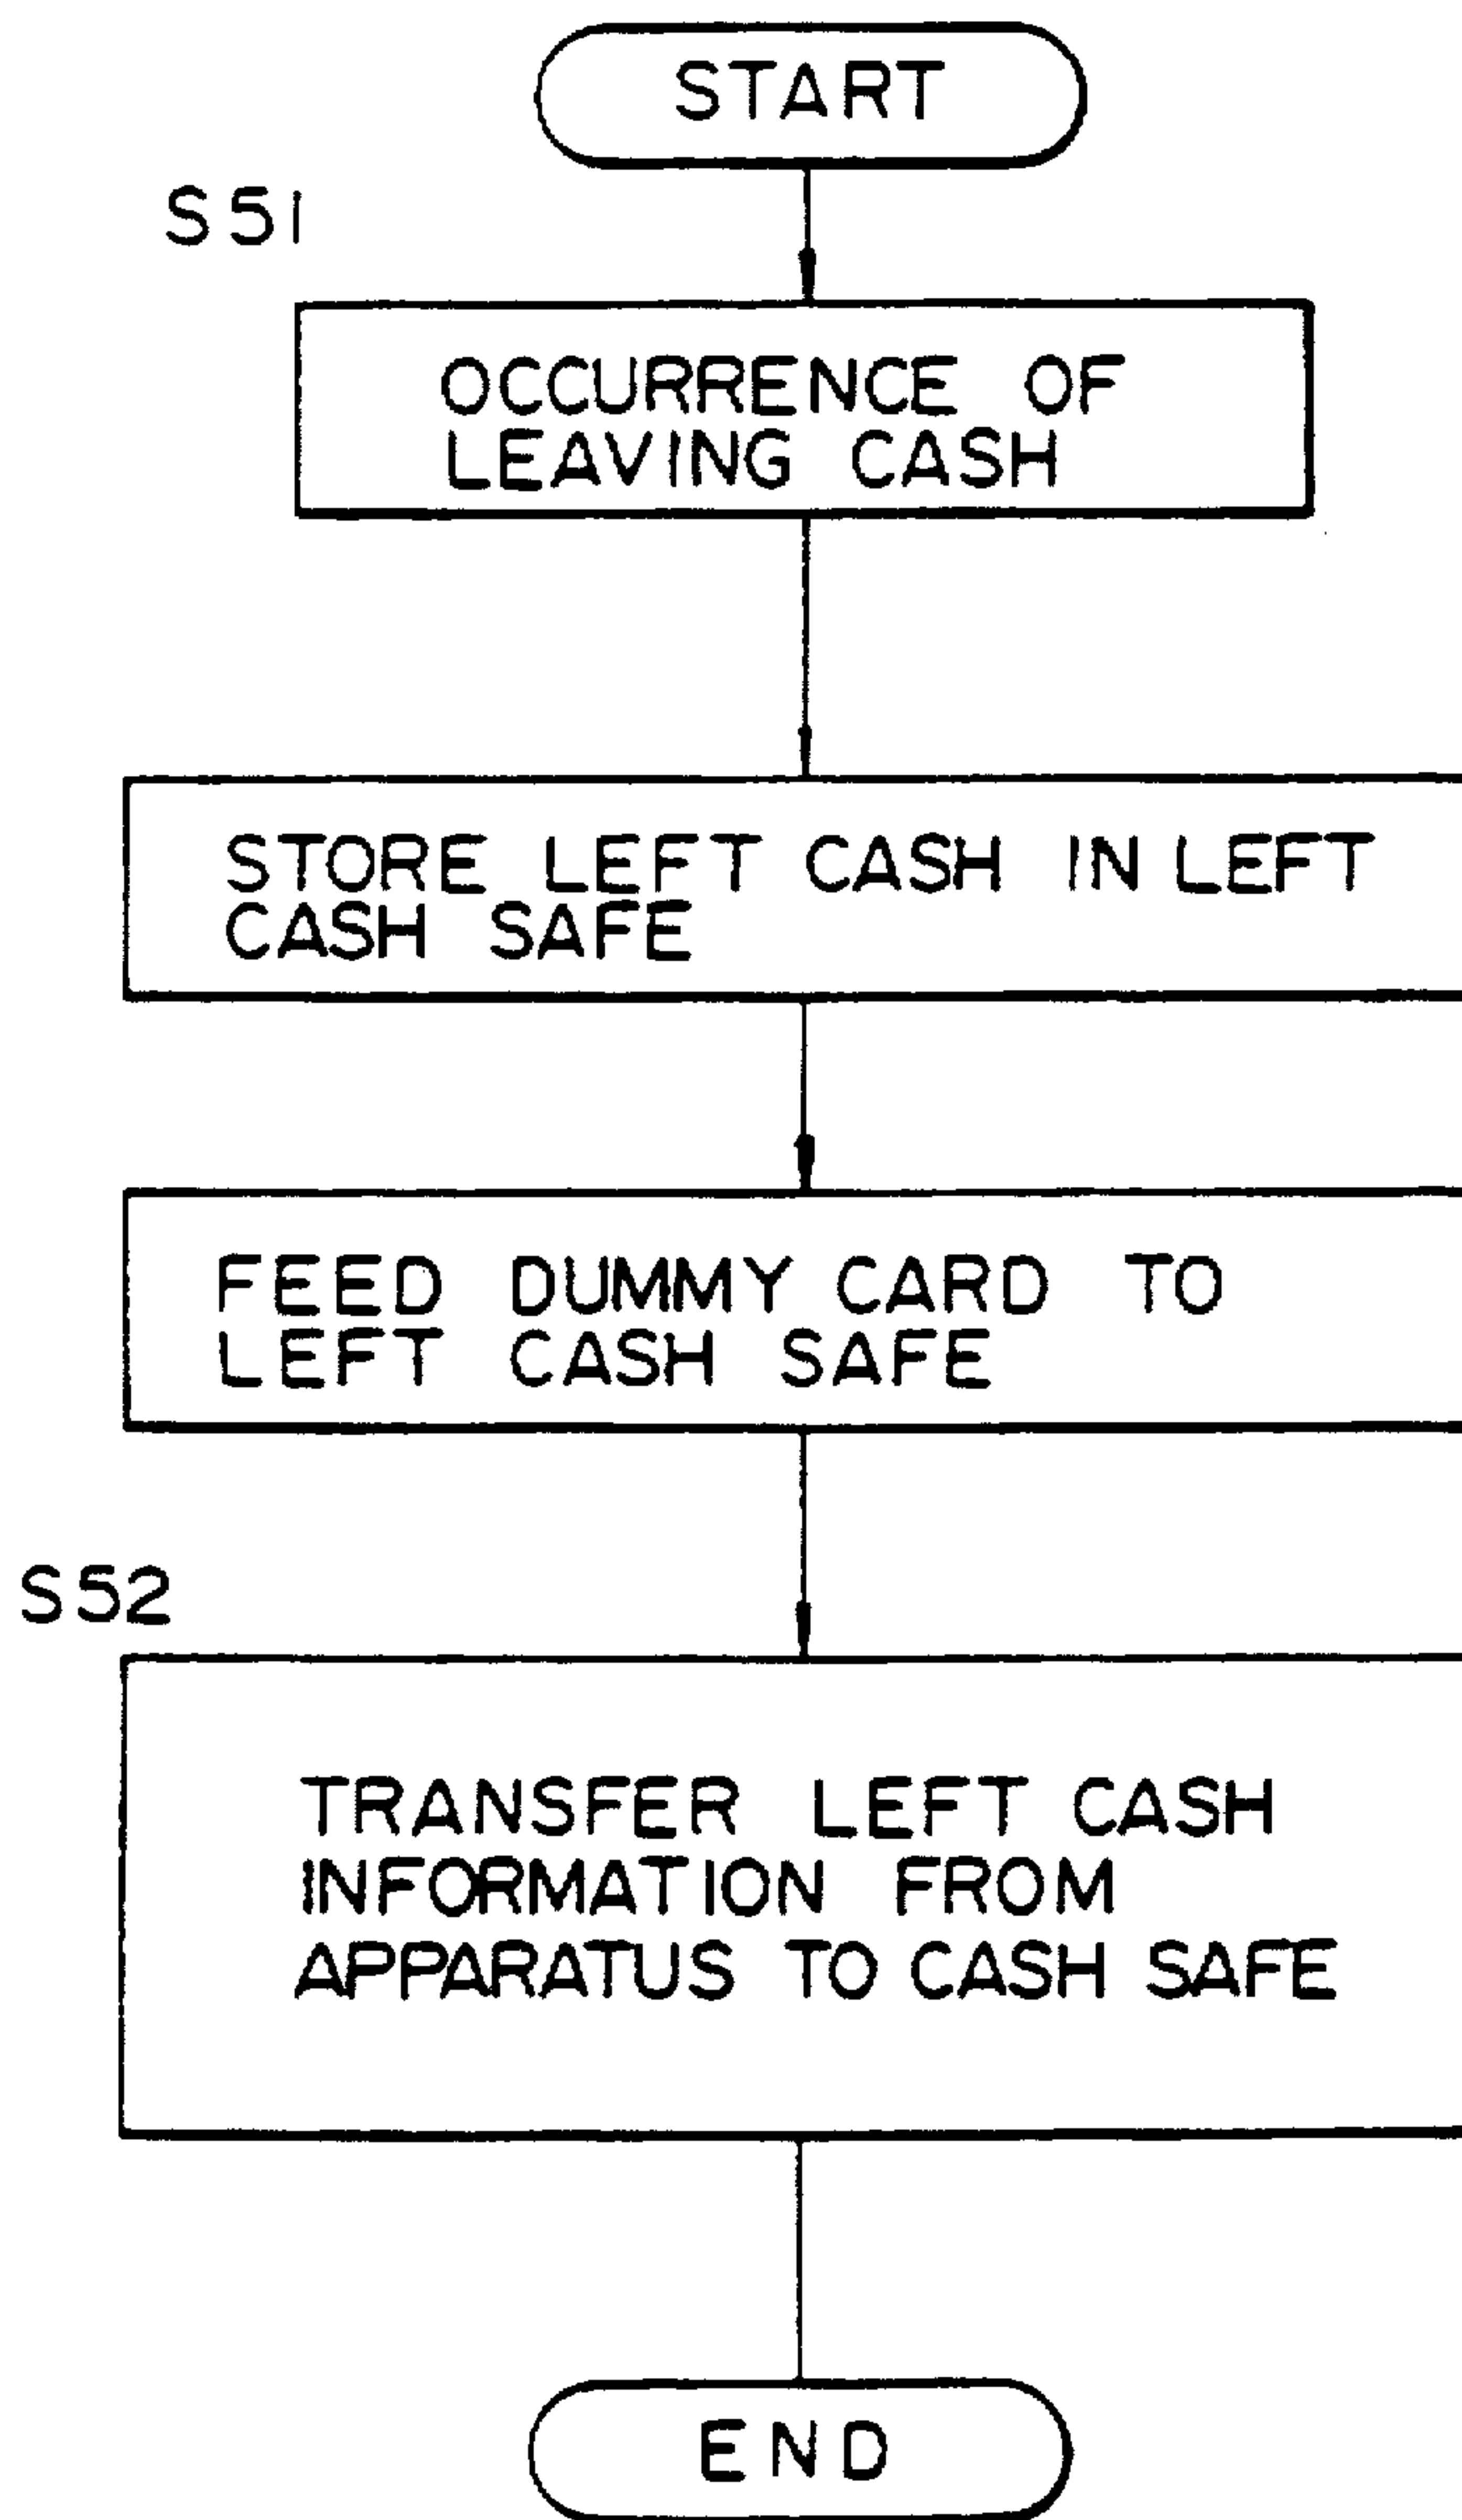 START
S51
OCCURRENCE OF
LEAVING CASH
STORE LEFT CASH IN LEFT
CASH SAFE
FEED DUMMY CARD TO
LEFT CASH SAFE
S52
TRANSFER LEFT CASH
INFORMATION FROM
APPARATUS TO CASH SAFE
END